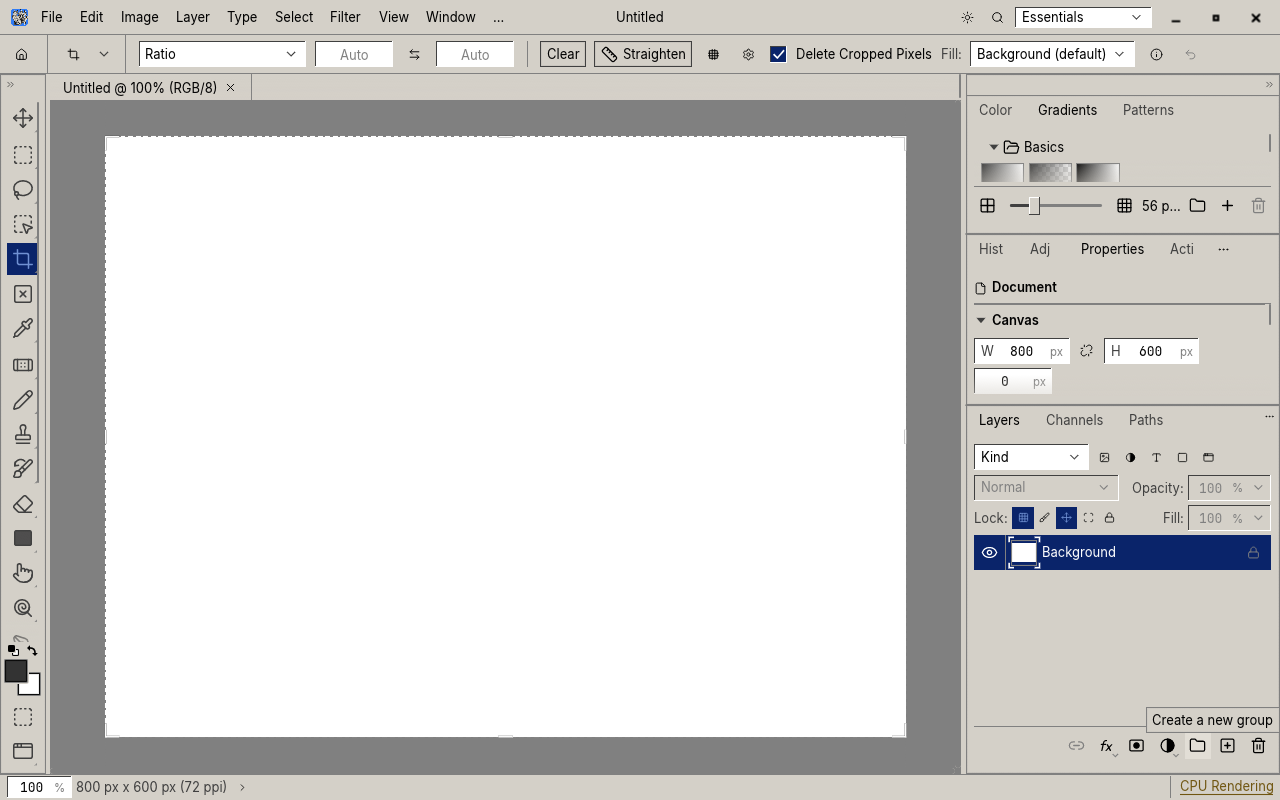 File Edit Image Layer Type Select Filter View Window ... Untitled Essentials
Ratio Auto Auto Clear Straighten Delete Cropped Pixels Fill: Background (default)
Untitled @ 100% (RGB/8)
Color Gradients Patterns
Basics
56 p...
Hist Adj Properties Acti
Document
Canvas
W 800 px H 600 px
0 px
Layers Channels Paths
Kind
Normal Opacity: 100 %
Lock: Fill: 100 %
Background
Create a new group
fx
100 % 800 px x 600 px (72 ppi) CPU Rendering